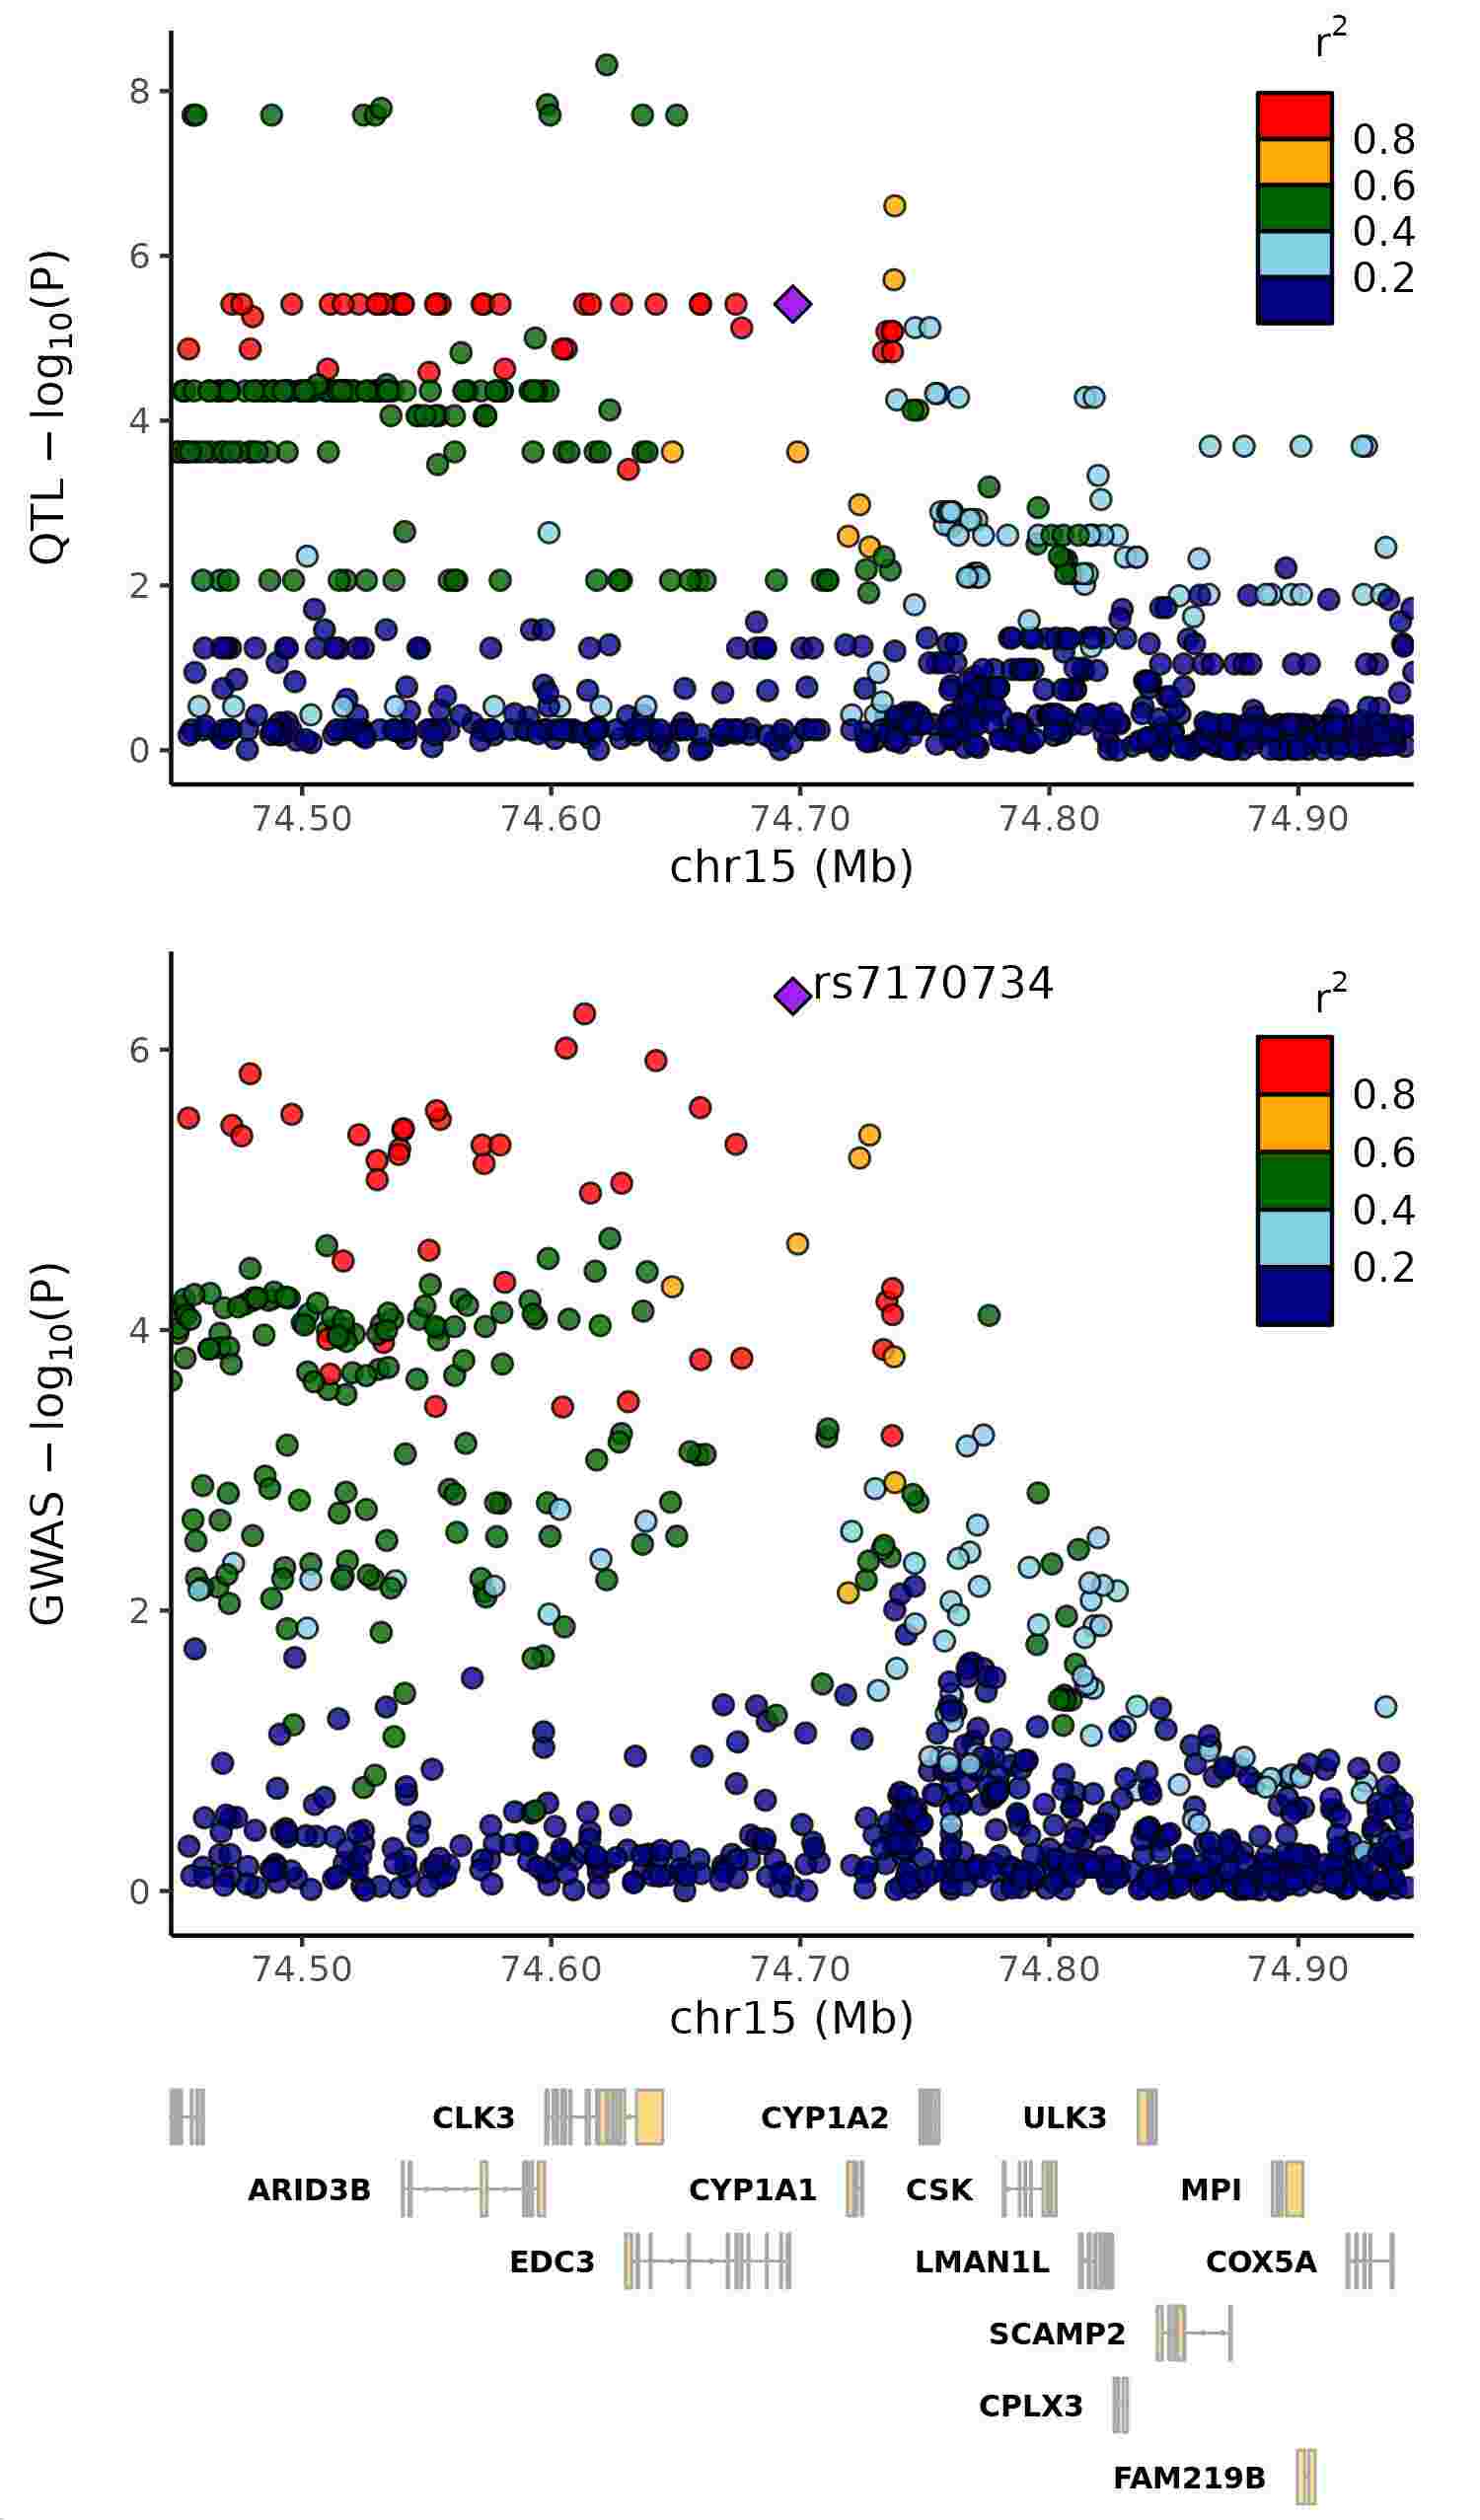 r2
8
6
4
2
0
0.8
0.6
0.4
0.2
QTL −log10(P)
74.50 74.60 74.70 74.80 74.90
chr15 (Mb)
rs7170734
r2
6
4
2
0
0.8
0.6
0.4
0.2
GWAS −log10(P)
74.50 74.60 74.70 74.80 74.90
chr15 (Mb)
CLK3 CYP1A2 ULK3
ARID3B CYP1A1 CSK MPI
EDC3 LMAN1L COX5A
SCAMP2
CPLX3
FAM219B